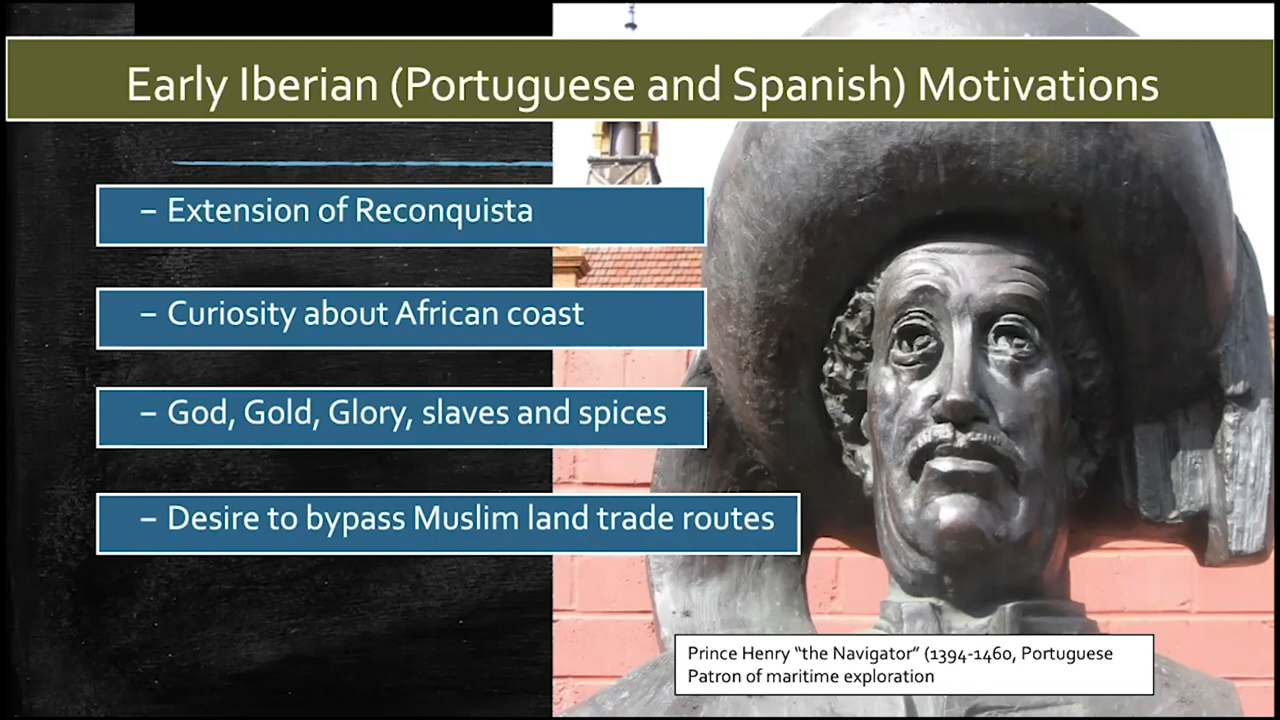 Early Iberian (Portuguese and Spanish) Motivations
– Extension of Reconquista
– Curiosity about African coast
– God, Gold, Glory, slaves and spices
– Desire to bypass Muslim land trade routes
Prince Henry “the Navigator” (1394-1460, Portuguese
Patron of maritime exploration